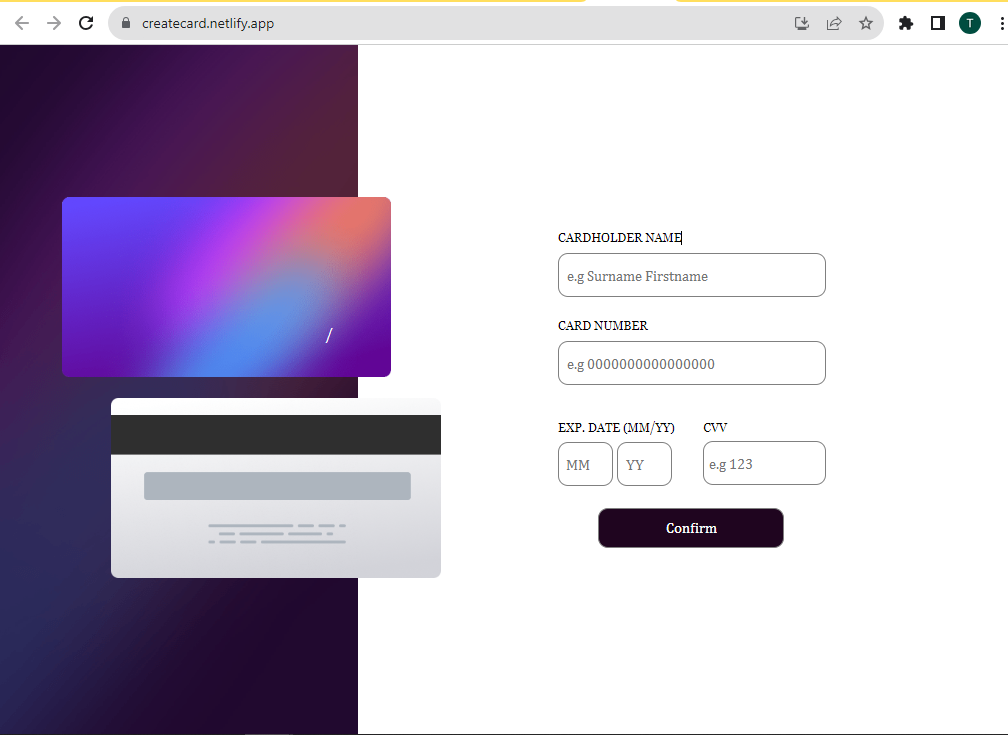 createcard.netlify.app
T
/
CARDHOLDER NAME
e.g Surname Firstname
CARD NUMBER
e.g 0000000000000000
EXP. DATE (MM/YY) CVV
MM YY e.g 123
Confirm